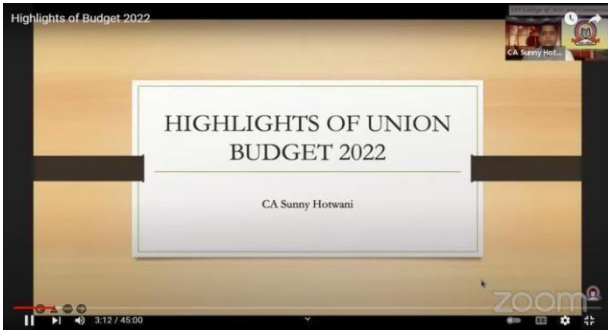 Highlights of Budget 2022
CA Sunny Hot...
HIGHLIGHTS OF UNION
BUDGET 2022
CA Sunny Hotwani
zoom
3:12 / 45:00